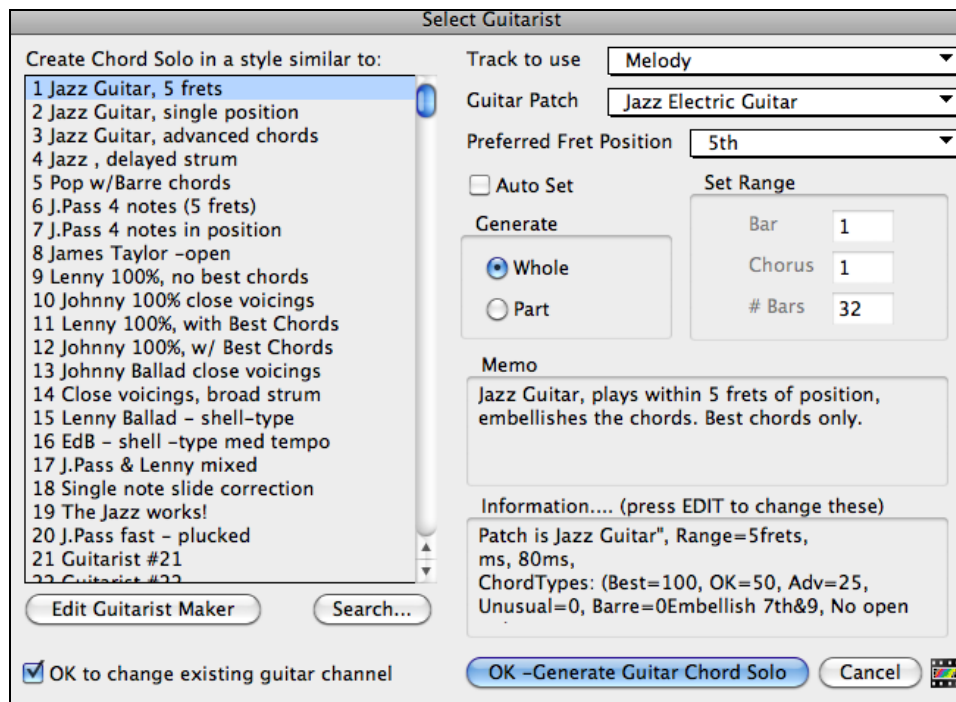 Select Guitarist
Create Chord Solo in a style similar to:
1 Jazz Guitar, 5 frets
2 Jazz Guitar, single position
3 Jazz Guitar, advanced chords
4 Jazz , delayed strum
5 Pop w/Barre chords
6 J.Pass 4 notes (5 frets)
7 J.Pass 4 notes in position
8 James Taylor -open
9 Lenny 100%, no best chords
10 Johnny 100% close voicings
11 Lenny 100%, with Best Chords
12 Johnny 100%, w/ Best Chords
13 Johnny Ballad close voicings
14 Close voicings, broad strum
15 Lenny Ballad - shell-type
16 EdB - shell -type med tempo
17 J.Pass & Lenny mixed
18 Single note slide correction
19 The Jazz works!
20 J.Pass fast - plucked
21 Guitarist #21
22 Guitarist #22
Edit Guitarist Maker
Search...
OK to change existing guitar channel
Track to use
Melody
Guitar Patch
Jazz Electric Guitar
Preferred Fret Position
5th
Auto Set
Generate
Whole
Part
Set Range
Bar
1
Chorus
1
# Bars
32
Memo
Jazz Guitar, plays within 5 frets of position,
embellishes the chords. Best chords only.
Information.... (press EDIT to change these)
Patch is Jazz Guitar", Range=5frets,
ms, 80ms,
ChordTypes: (Best=100, OK=50, Adv=25,
Unusual=0, Barre=0Embellish 7th&9, No open
OK -Generate Guitar Chord Solo
Cancel